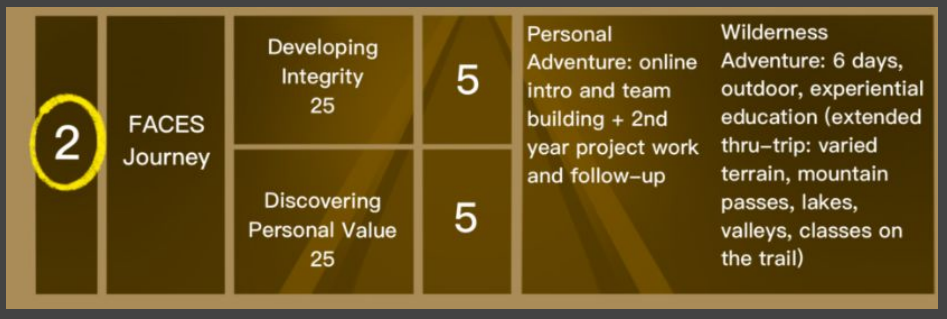 2
FACES
Journey
Developing
Integrity
25
5
Discovering
Personal Value
25
5
Personal
Adventure: online
intro and team
building + 2nd
year project work
and follow-up
Wilderness
Adventure: 6 days,
outdoor, experiential
education (extended
thru-trip: varied
terrain, mountain
passes, lakes,
valleys, classes on
the trail)